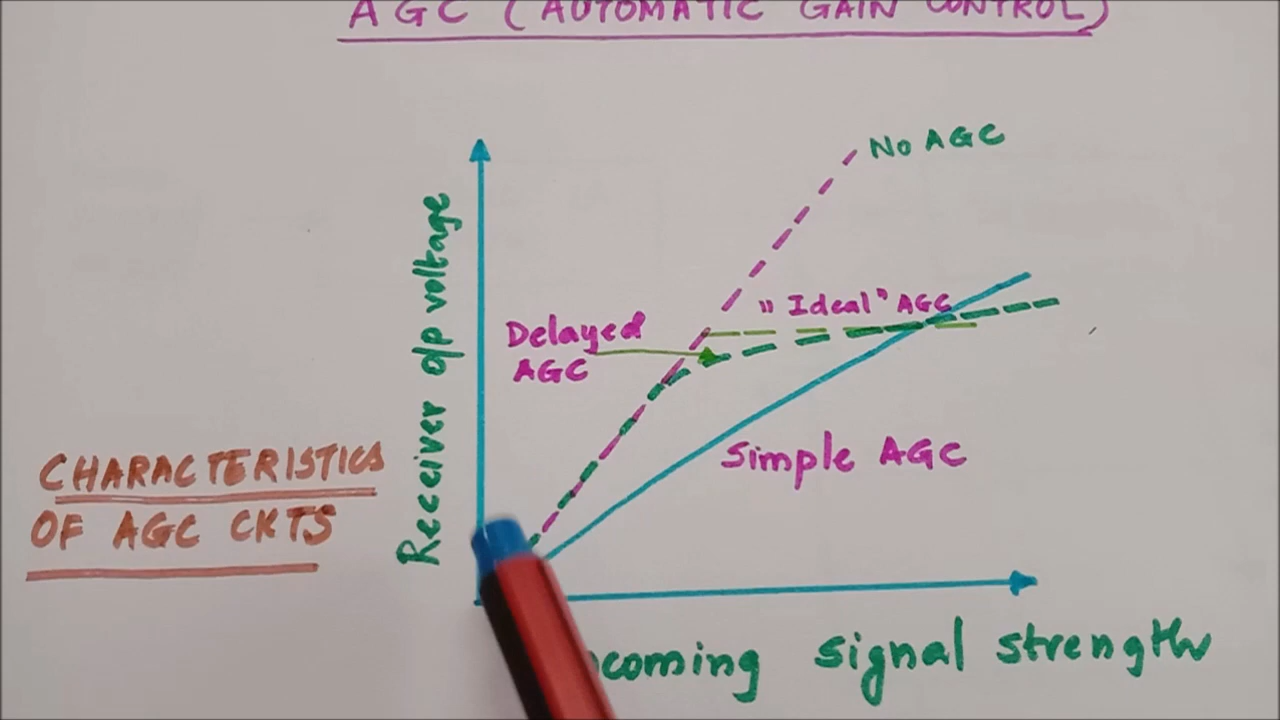 AGC (AUTOMATIC GAIN CONTROL)
No AGC
"Ideal" AGC
Delayed
AGC
Simple AGC
Receiver o/p voltage
CHARACTERISTICS
OF AGC CKTS
signal strength